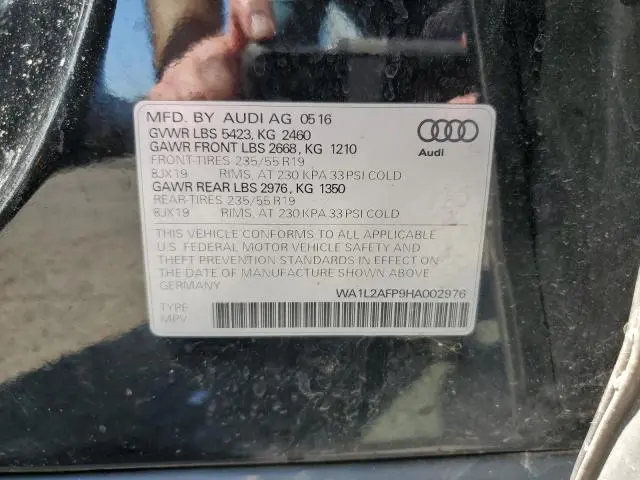 MFD. BY AUDI AG 05 16
GVWR LBS 5423, KG 2460
GAWR FRONT LBS 2668, KG 1210
FRONT-TIRES 235/55 R19
8JX19 RIMS, AT 230 KPA 33 PSI COLD
GAWR REAR LBS 2976, KG 1350
REAR-TIRES 235/55 R19
8JX19 RIMS, AT 230 KPA 33 PSI COLD
Audi
THIS VEHICLE CONFORMS TO ALL APPLICABLE
U.S. FEDERAL MOTOR VEHICLE SAFETY AND
THEFT PREVENTION STANDARDS IN EFFECT ON
THE DATE OF MANUFACTURE SHOWN ABOVE.
GERMANY
WA1L2AFP9HA002976
TYPE
MPV